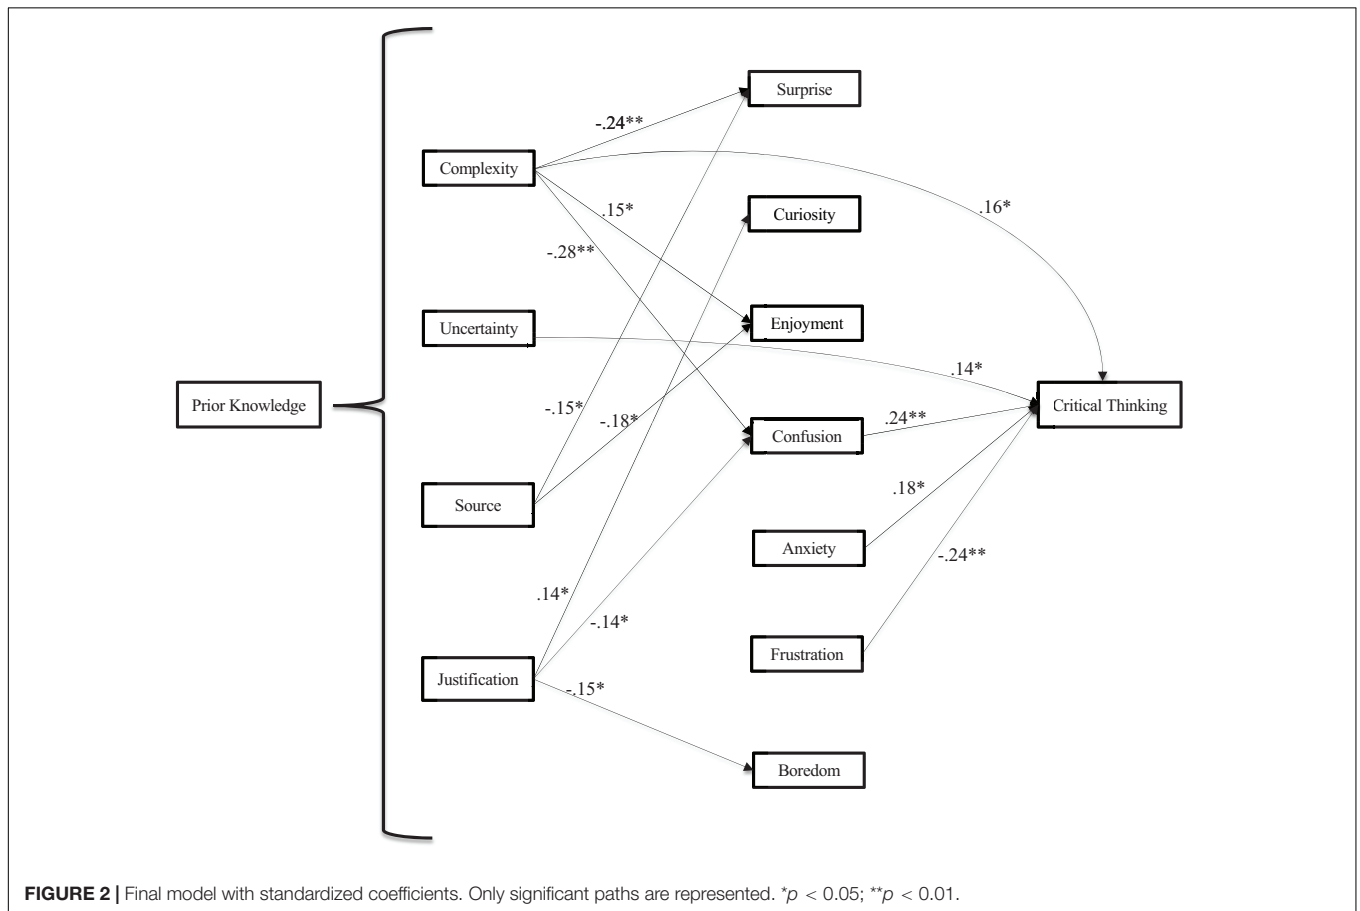 Surprise
-.24**
Complexity
.16*
.15*
Curiosity
-.28**
Uncertainty
Enjoyment
.14*
Prior Knowledge
Critical Thinking
-.15*
-.18*
.24**
Confusion
Source
.18*
Anxiety
-.24**
.14*
-.14*
Frustration
Justification
-.15*
Boredom
FIGURE 2 | Final model with standardized coefficients. Only significant paths are represented. *p < 0.05; **p < 0.01.